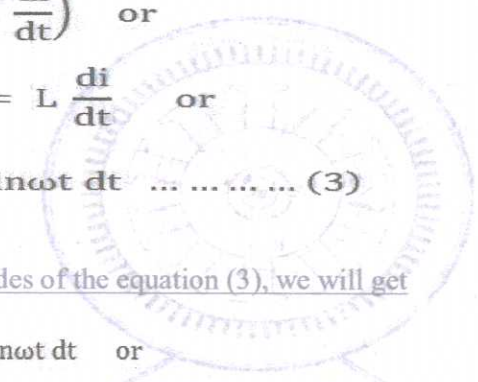 dt) or
= L di/dt or
nωt dt ... ... ... ... (3)
des of the equation (3), we will get
nωt dt or